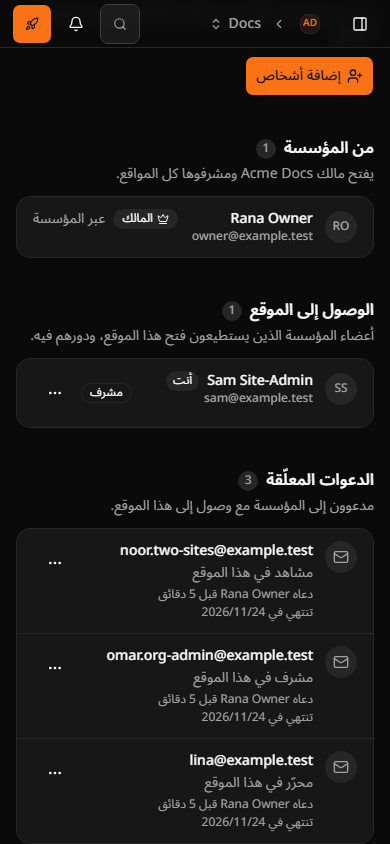 Docs
AD
إضافة أشخاص
من المؤسسة 1
يفتح مالك Acme Docs ومشرفوها كل المواقع.
RO
Rana Owner
المالك
عبر المؤسسة
owner@example.test
الوصول إلى الموقع 1
أعضاء المؤسسة الذين يستطيعون فتح هذا الموقع، ودورهم فيه.
SS
Sam Site-Admin
أنت
مشرف
sam@example.test
الدعوات المعلّقة 3
مدعوون إلى المؤسسة مع وصول إلى هذا الموقع.
noor.two-sites@example.test
مشاهد في هذا الموقع
دعاه Rana Owner قبل 5 دقائق
تنتهي في 2026/11/24
omar.org-admin@example.test
مشرف في هذا الموقع
دعاه Rana Owner قبل 5 دقائق
تنتهي في 2026/11/24
lina@example.test
محرّر في هذا الموقع
دعاه Rana Owner قبل 5 دقائق
تنتهي في 2026/11/24